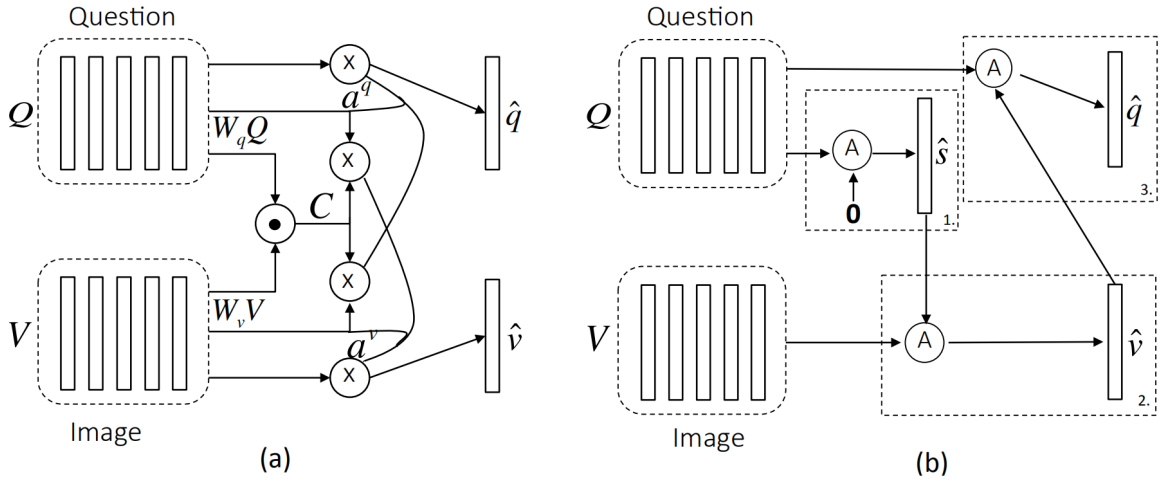 Question
Q
W_qQ
a^q
X
X
q̂
C
X
V
W_vV
a^v
X
v̂
Image
(a)
Question
Q
A
q̂
3.
A
ŝ
0
1.
V
A
v̂
2.
Image
(b)